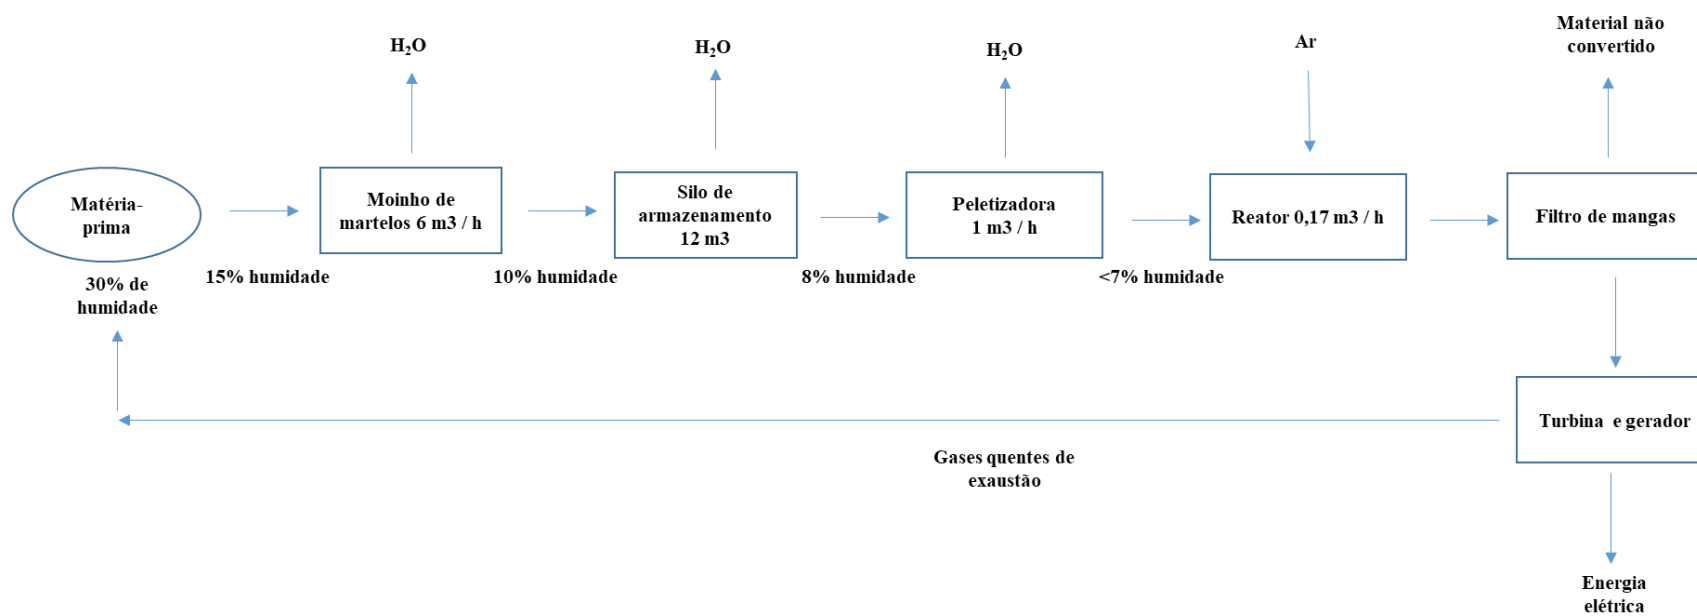 H₂O
H₂O
H₂O
Ar
Material não
convertido
Matéria-
prima
Moinho de
martelos 6 m3 / h
Silo de
armazenamento
12 m3
Peletizadora
1 m3 / h
Reator 0,17 m3 / h
Filtro de mangas
30% de
humidade
15% humidade
10% humidade
8% humidade
<7% humidade
Turbina e gerador
Gases quentes de
exaustão
Energia
elétrica